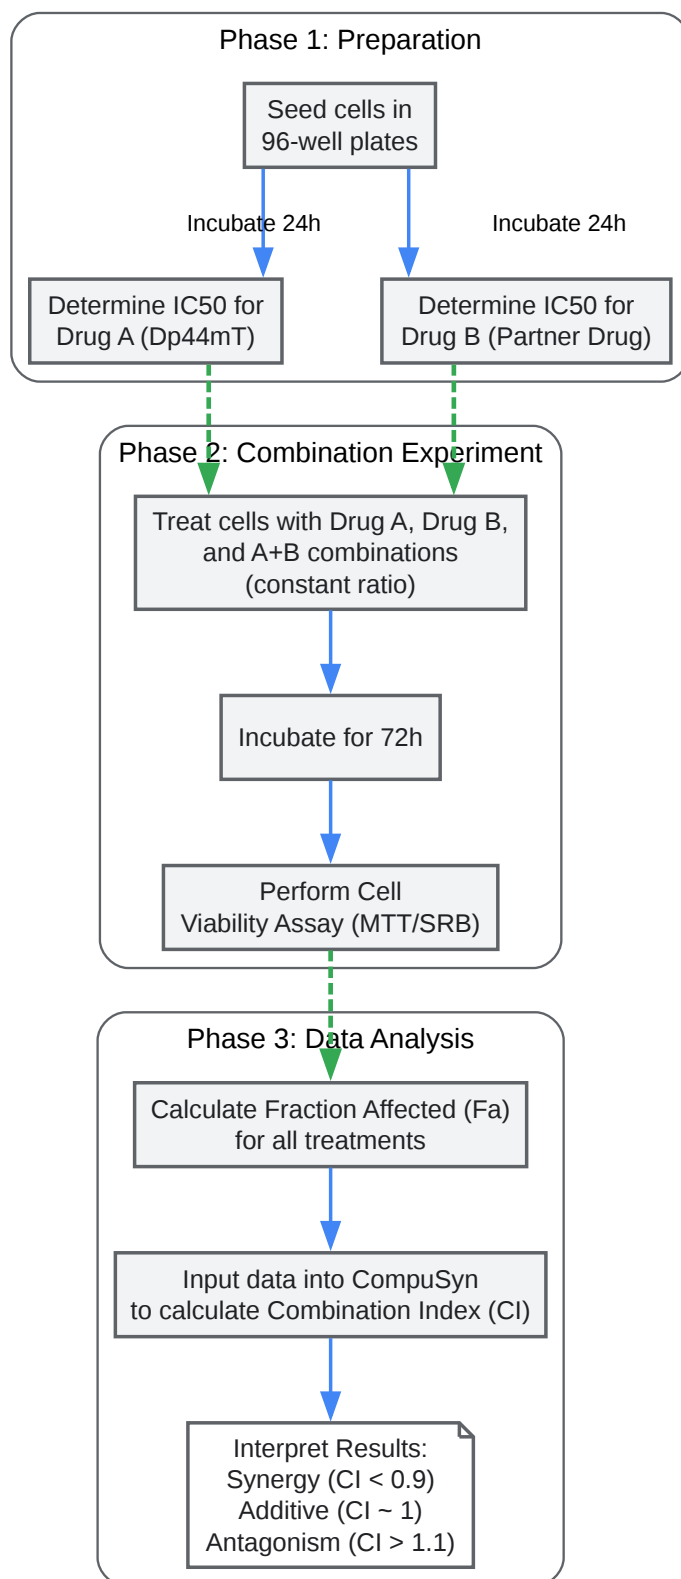 Phase 1: Preparation
Seed cells in
96-well plates
Incubate 24h
Incubate 24h
Determine IC50 for
Drug A (Dp44mT)
Determine IC50 for
Drug B (Partner Drug)
Phase 2: Combination Experiment
Treat cells with Drug A, Drug B,
and A+B combinations
(constant ratio)
Incubate for 72h
Perform Cell
Viability Assay (MTT/SRB)
Phase 3: Data Analysis
Calculate Fraction Affected (Fa)
for all treatments
Input data into CompuSyn
to calculate Combination Index (CI)
Interpret Results:
Synergy (CI < 0.9)
Additive (CI ~ 1)
Antagonism (CI > 1.1)